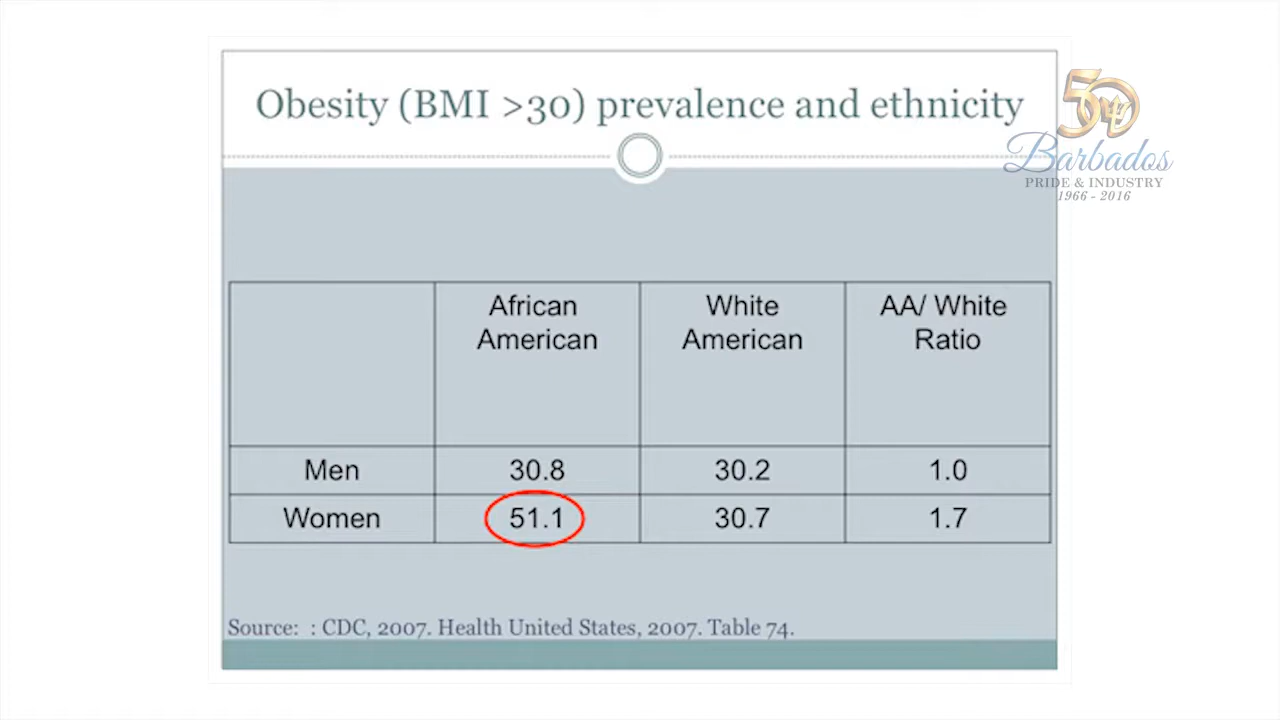 Obesity (BMI >30) prevalence and ethnicity
50
Barbados
PRIDE & INDUSTRY
1966 - 2016
African American
White American
AA/ White Ratio
Men 30.8 30.2 1.0
Women 51.1 30.7 1.7
Source: : CDC, 2007. Health United States, 2007. Table 74.